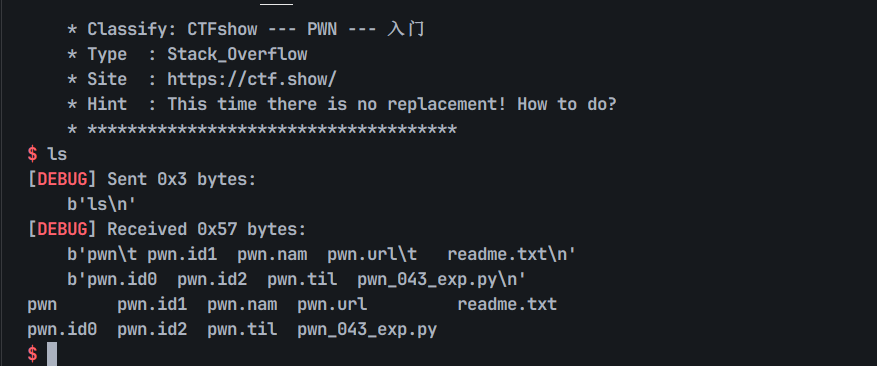 * Classify: CTFshow --- PWN --- 入门
* Type  : Stack_Overflow
* Site  : https://ctf.show/
* Hint  : This time there is no replacement! How to do?
* *************************************
$ ls
[DEBUG] Sent 0x3 bytes:
b'ls\n'
[DEBUG] Received 0x57 bytes:
b'pwn\t pwn.id1  pwn.nam  pwn.url\t   readme.txt\n'
b'pwn.id0  pwn.id2  pwn.til  pwn_043_exp.py\n'
pwn      pwn.id1  pwn.nam  pwn.url         readme.txt
pwn.id0  pwn.id2  pwn.til  pwn_043_exp.py
$